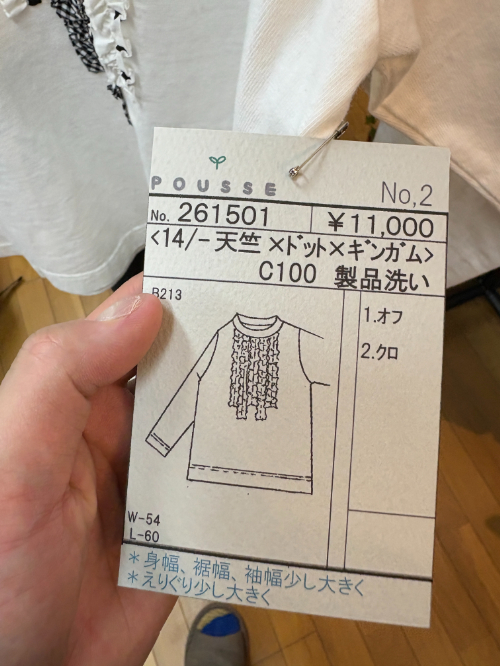 POUSSE
No,2
No. 261501 ¥11,000
<14/-天竺×ドット×ギンガム>
C100 製品洗い
B213
1.オフ
2.クロ
W-54
L-60
*身幅、裾幅、袖幅少し大きく
*えりぐり少し大きく